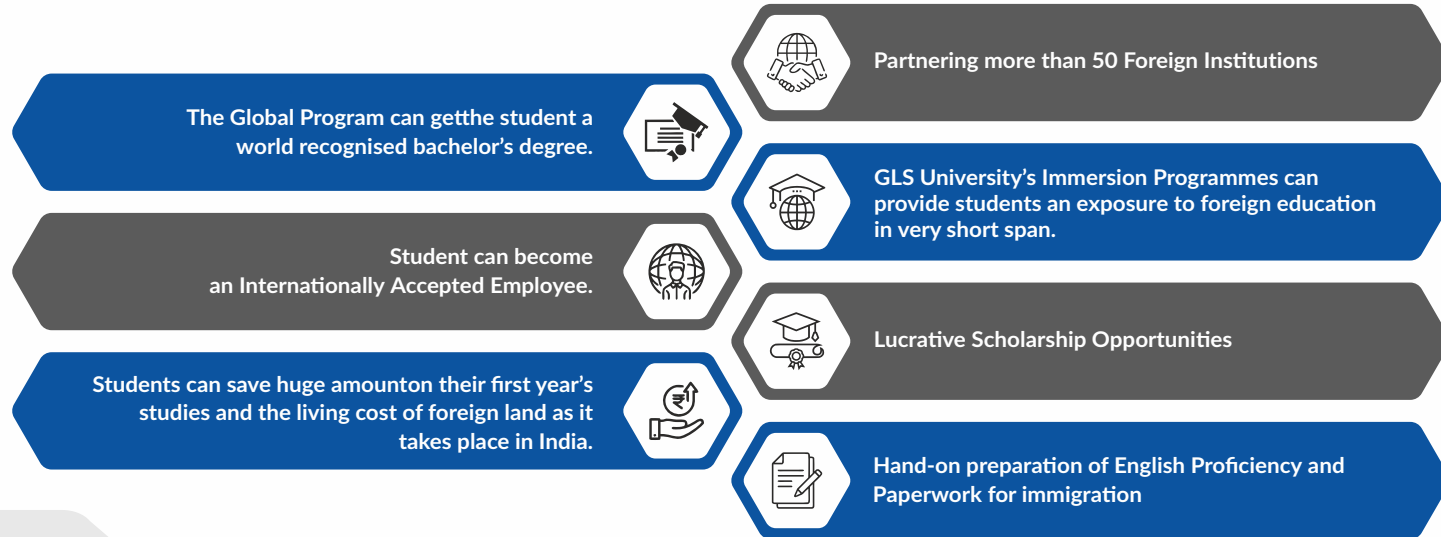 Partnering more than 50 Foreign Institutions
The Global Program can getthe student a
world recognised bachelor's degree.
GLS University's Immersion Programmes can
provide students an exposure to foreign education
in very short span.
Student can become
an Internationally Accepted Employee.
Lucrative Scholarship Opportunities
Students can save huge amounton their first year's
studies and the living cost of foreign land as it
takes place in India.
Hand-on preparation of English Proficiency and
Paperwork for immigration